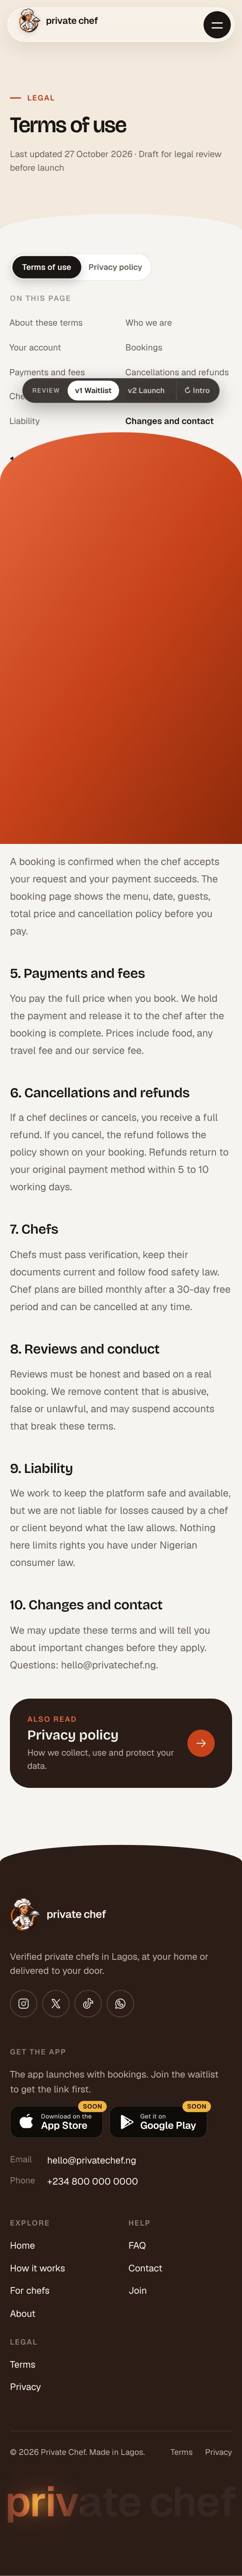 private chef
LEGAL
Terms of use
Last updated 27 October 2026 · Draft for legal review
before launch
Terms of use
Privacy policy
ON THIS PAGE
About these terms
Who we are
Your account
Bookings
Payments and fees
Cancellations and refunds
REVIEW
v1 Waitlist
v2 Launch
Intro
Liability
Changes and contact
A booking is confirmed when the chef accepts
your request and your payment succeeds. The
booking page shows the menu, date, guests,
total price and cancellation policy before you
pay.
5. Payments and fees
You pay the full price when you book. We hold
the payment and release it to the chef after the
booking is complete. Prices include food, any
travel fee and our service fee.
6. Cancellations and refunds
If a chef declines or cancels, you receive a full
refund. If you cancel, the refund follows the
policy shown on your booking. Refunds return to
your original payment method within 5 to 10
working days.
7. Chefs
Chefs must pass verification, keep their
documents current and follow food safety law.
Chef plans are billed monthly after a 30-day free
period and can be cancelled at any time.
8. Reviews and conduct
Reviews must be honest and based on a real
booking. We remove content that is abusive,
false or unlawful, and may suspend accounts
that break these terms.
9. Liability
We work to keep the platform safe and available,
but we are not liable for losses caused by a chef
or client beyond what the law allows. Nothing
here limits rights you have under Nigerian
consumer law.
10. Changes and contact
We may update these terms and will tell you
about important changes before they apply.
Questions: hello@privatechef.ng.
ALSO READ
Privacy policy
How we collect, use and protect your
data.
private chef
Verified private chefs in Lagos, at your home or
delivered to your door.
GET THE APP
The app launches with bookings. Join the waitlist
to get the link first.
SOON
Download on the
App Store
SOON
Get it on
Google Play
Email
hello@privatechef.ng
Phone
+234 800 000 0000
EXPLORE
HELP
Home
FAQ
How it works
Contact
For chefs
Join
About
LEGAL
Terms
Privacy
© 2026 Private Chef. Made in Lagos.
Terms
Privacy
private chef